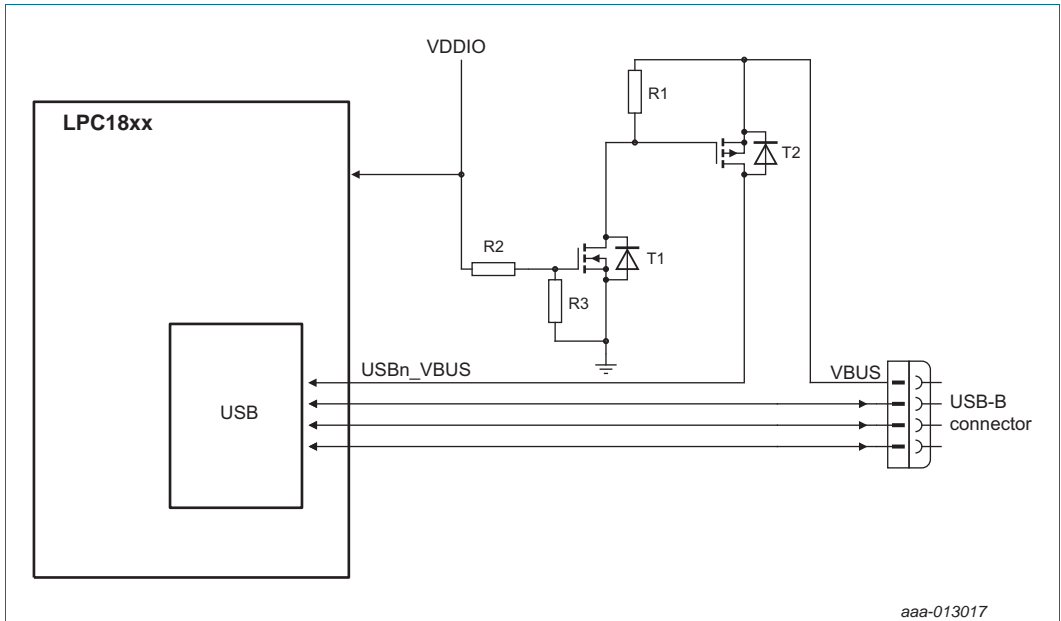 VDDIO
LPC18xx
R1
T2
R2
T1
R3
USBn_VBUS
VBUS
USB
USB-B
connector
aaa-013017